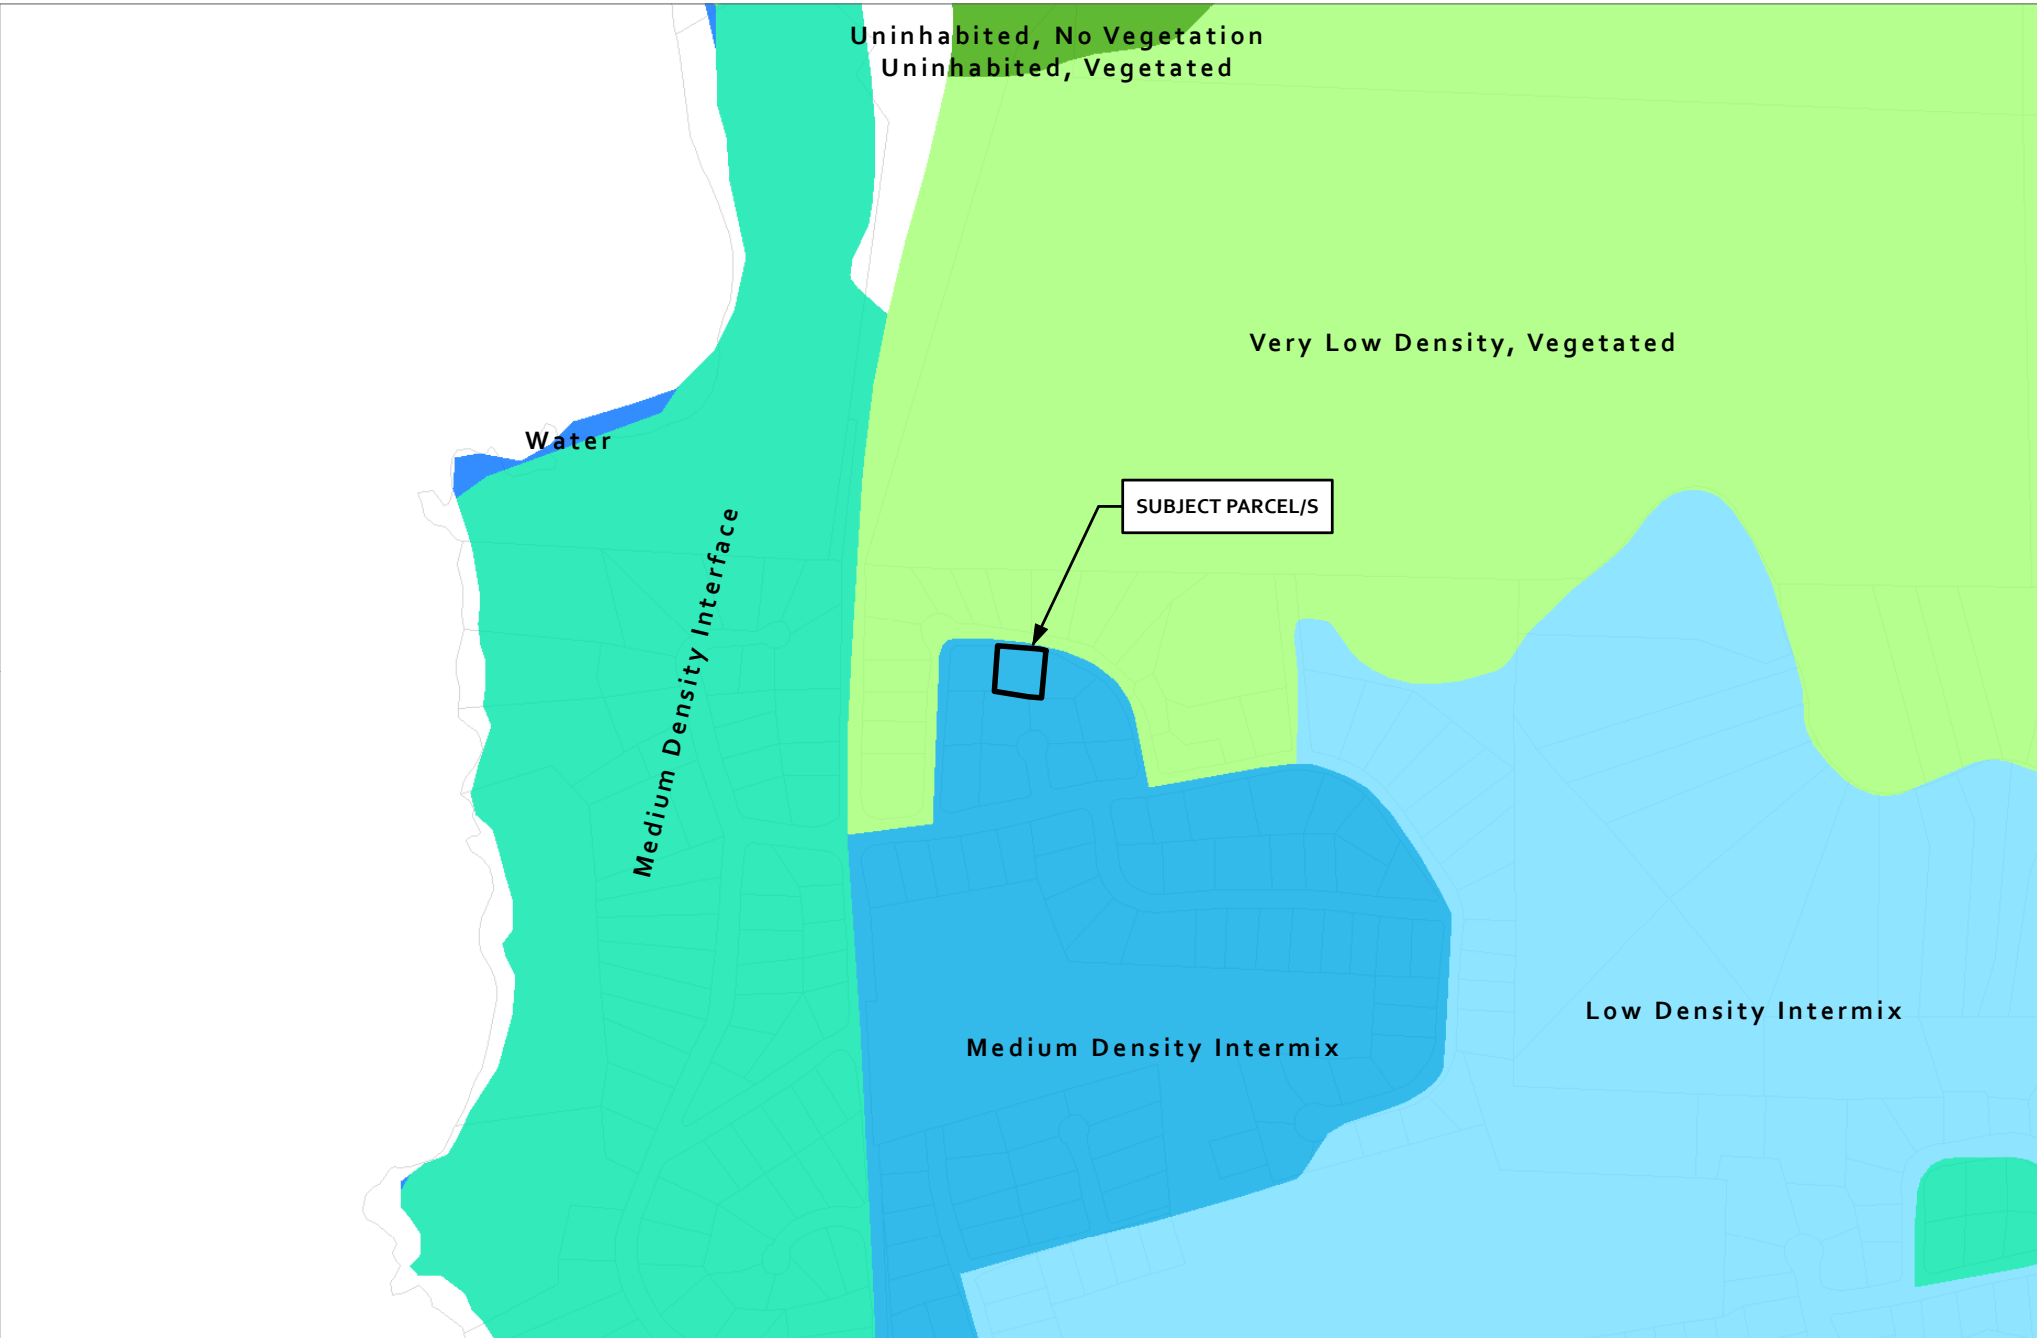 Uninhabited, No Vegetation
Uninhabited, Vegetated
Very Low Density, Vegetated
Water
SUBJECT PARCEL/S
Medium Density Interface
Low Density Intermix
Medium Density Intermix